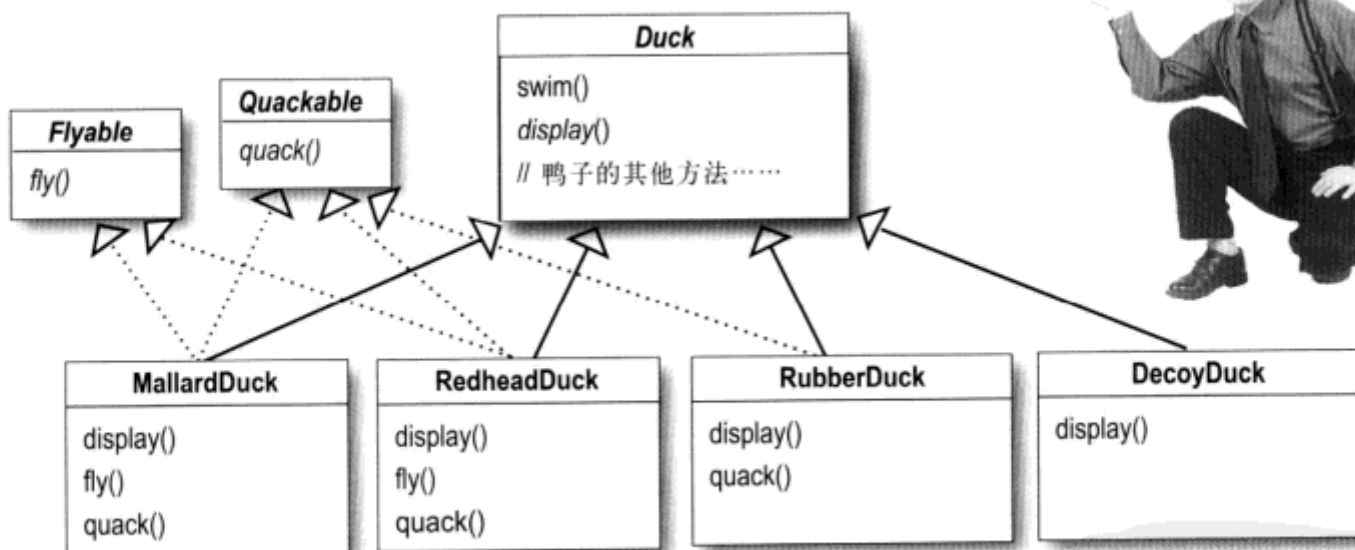 Duck
swim()
display()
// 鸭子的其他方法……
Quackable
quack()
Flyable
fly()
MallardDuck
display()
fly()
quack()
RedheadDuck
display()
fly()
quack()
RubberDuck
display()
quack()
DecoyDuck
display()